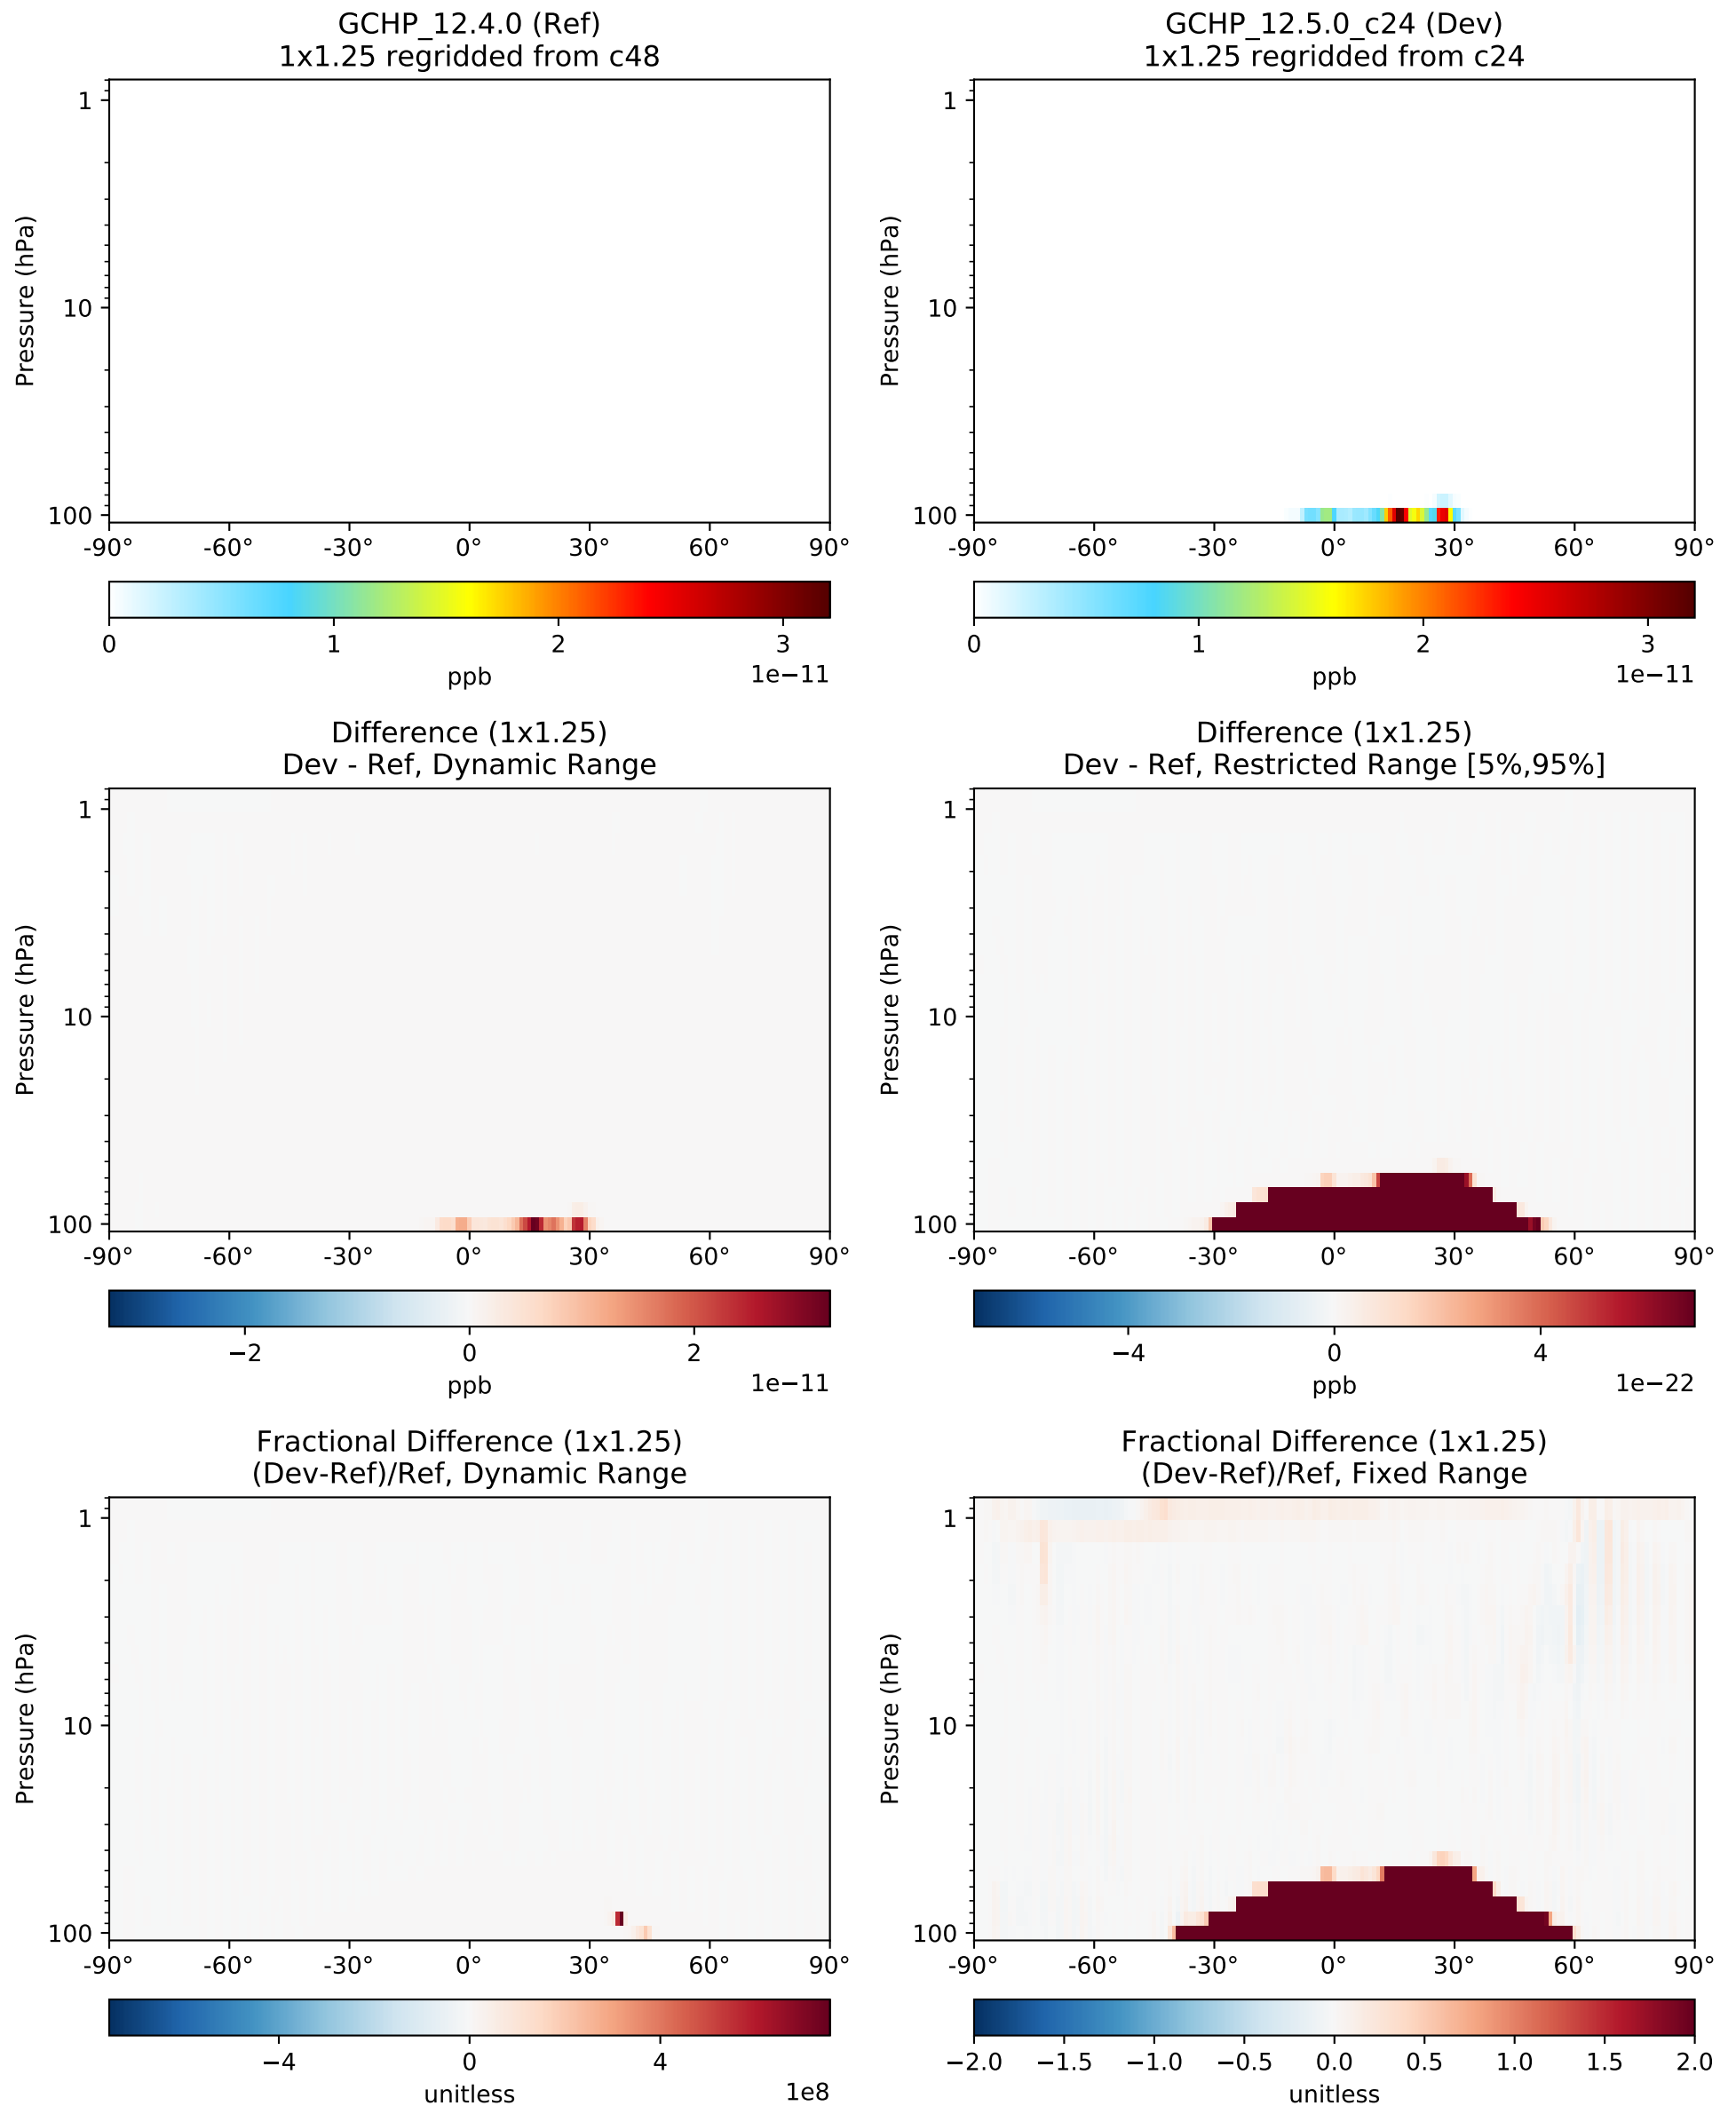 GCHP_12.4.0 (Ref)
1x1.25 regridded from c48
Pressure (hPa)
1
10
100
-90° -60° -30° 0° 30° 60° 90°
0 1 2 3
1e−11
ppb
GCHP_12.5.0_c24 (Dev)
1x1.25 regridded from c24
Pressure (hPa)
1
10
100
-90° -60° -30° 0° 30° 60° 90°
0 1 2 3
1e−11
ppb
Difference (1x1.25)
Dev - Ref, Dynamic Range
Pressure (hPa)
1
10
100
-90° -60° -30° 0° 30° 60° 90°
−2 0 2
1e−11
ppb
Difference (1x1.25)
Dev - Ref, Restricted Range [5%,95%]
Pressure (hPa)
1
10
100
-90° -60° -30° 0° 30° 60° 90°
−4 0 4
1e−22
ppb
Fractional Difference (1x1.25)
(Dev-Ref)/Ref, Dynamic Range
Pressure (hPa)
1
10
100
-90° -60° -30° 0° 30° 60° 90°
−4 0 4
1e8
unitless
Fractional Difference (1x1.25)
(Dev-Ref)/Ref, Fixed Range
Pressure (hPa)
1
10
100
-90° -60° -30° 0° 30° 60° 90°
−2.0 −1.5 −1.0 −0.5 0.0 0.5 1.0 1.5 2.0
unitless